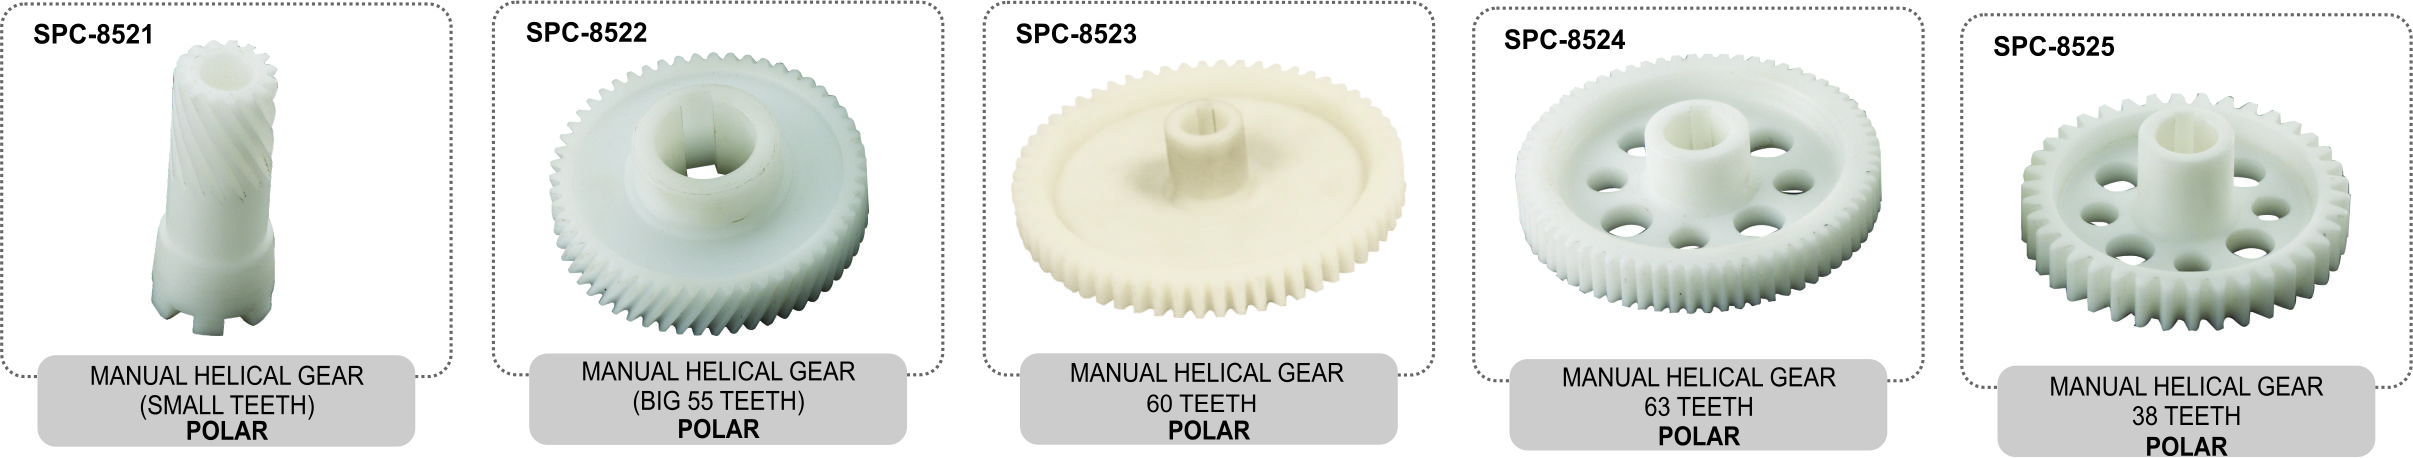 SPC-8521
MANUAL HELICAL GEAR
(SMALL TEETH)
POLAR
SPC-8522
MANUAL HELICAL GEAR
(BIG 55 TEETH)
POLAR
SPC-8523
MANUAL HELICAL GEAR
60 TEETH
POLAR
SPC-8524
MANUAL HELICAL GEAR
63 TEETH
POLAR
SPC-8525
MANUAL HELICAL GEAR
38 TEETH
POLAR